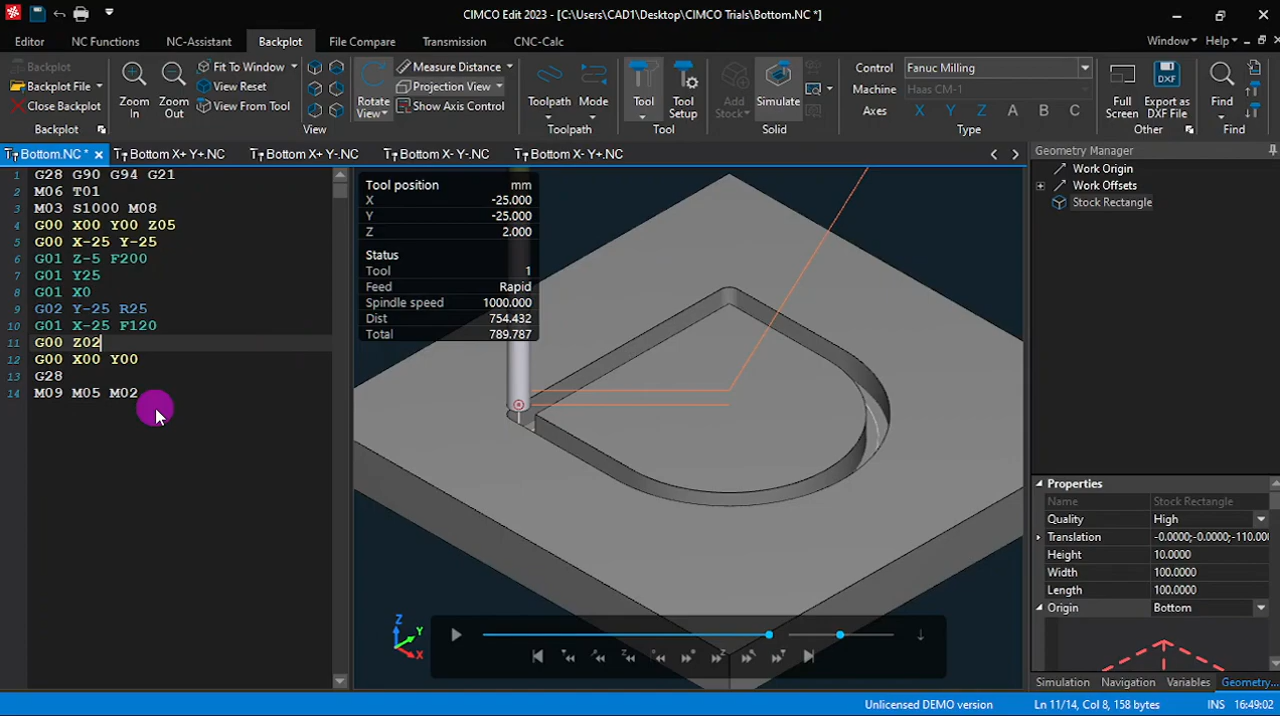 CIMCO Edit 2023 - [C:\Users\CAD1\Desktop\CIMCO Trials\Bottom.NC *]
Editor NC Functions NC-Assistant Backplot File Compare Transmission CNC-Calc Window Help
Backplot
Backplot File
Close Backplot
Backplot
Zoom In
Zoom Out
Fit To Window
View Reset
View From Tool
Rotate View
Measure Distance
Projection View
Show Axis Control
View
Toolpath
Mode
Toolpath
Tool
Tool Setup
Tool
Add Stock
Simulate
Solid
Control Fanuc Milling
Machine Haas CM-1
Axes X Y Z A B C
Type
Full Screen
DXF
Export as DXF File
Other
Find
Find
Bottom.NC * Bottom X+ Y+.NC Bottom X+ Y-.NC Bottom X- Y-.NC Bottom X- Y+.NC
1 G28 G90 G94 G21
2 M06 T01
3 M03 S1000 M08
4 G00 X00 Y00 Z05
5 G00 X-25 Y-25
6 G01 Z-5 F200
7 G01 Y25
8 G01 X0
9 G02 Y-25 R25
10 G01 X-25 F120
11 G00 Z02
12 G00 X00 Y00
13 G28
14 M09 M05 M02
Tool position mm
X -25.000
Y -25.000
Z 2.000
Status
Tool 1
Feed Rapid
Spindle speed 1000.000
Dist 754.432
Total 789.787
Z
Y
X
Geometry Manager
Work Origin
Work Offsets
Stock Rectangle
Properties
Name Stock Rectangle
Quality High
Translation -0.0000;-0.0000;-110.00
Height 10.0000
Width 100.0000
Length 100.0000
Origin Bottom
Simulation Navigation Variables Geometry...
Unlicensed DEMO version Ln 11/14, Col 8, 158 bytes INS 16:49:02